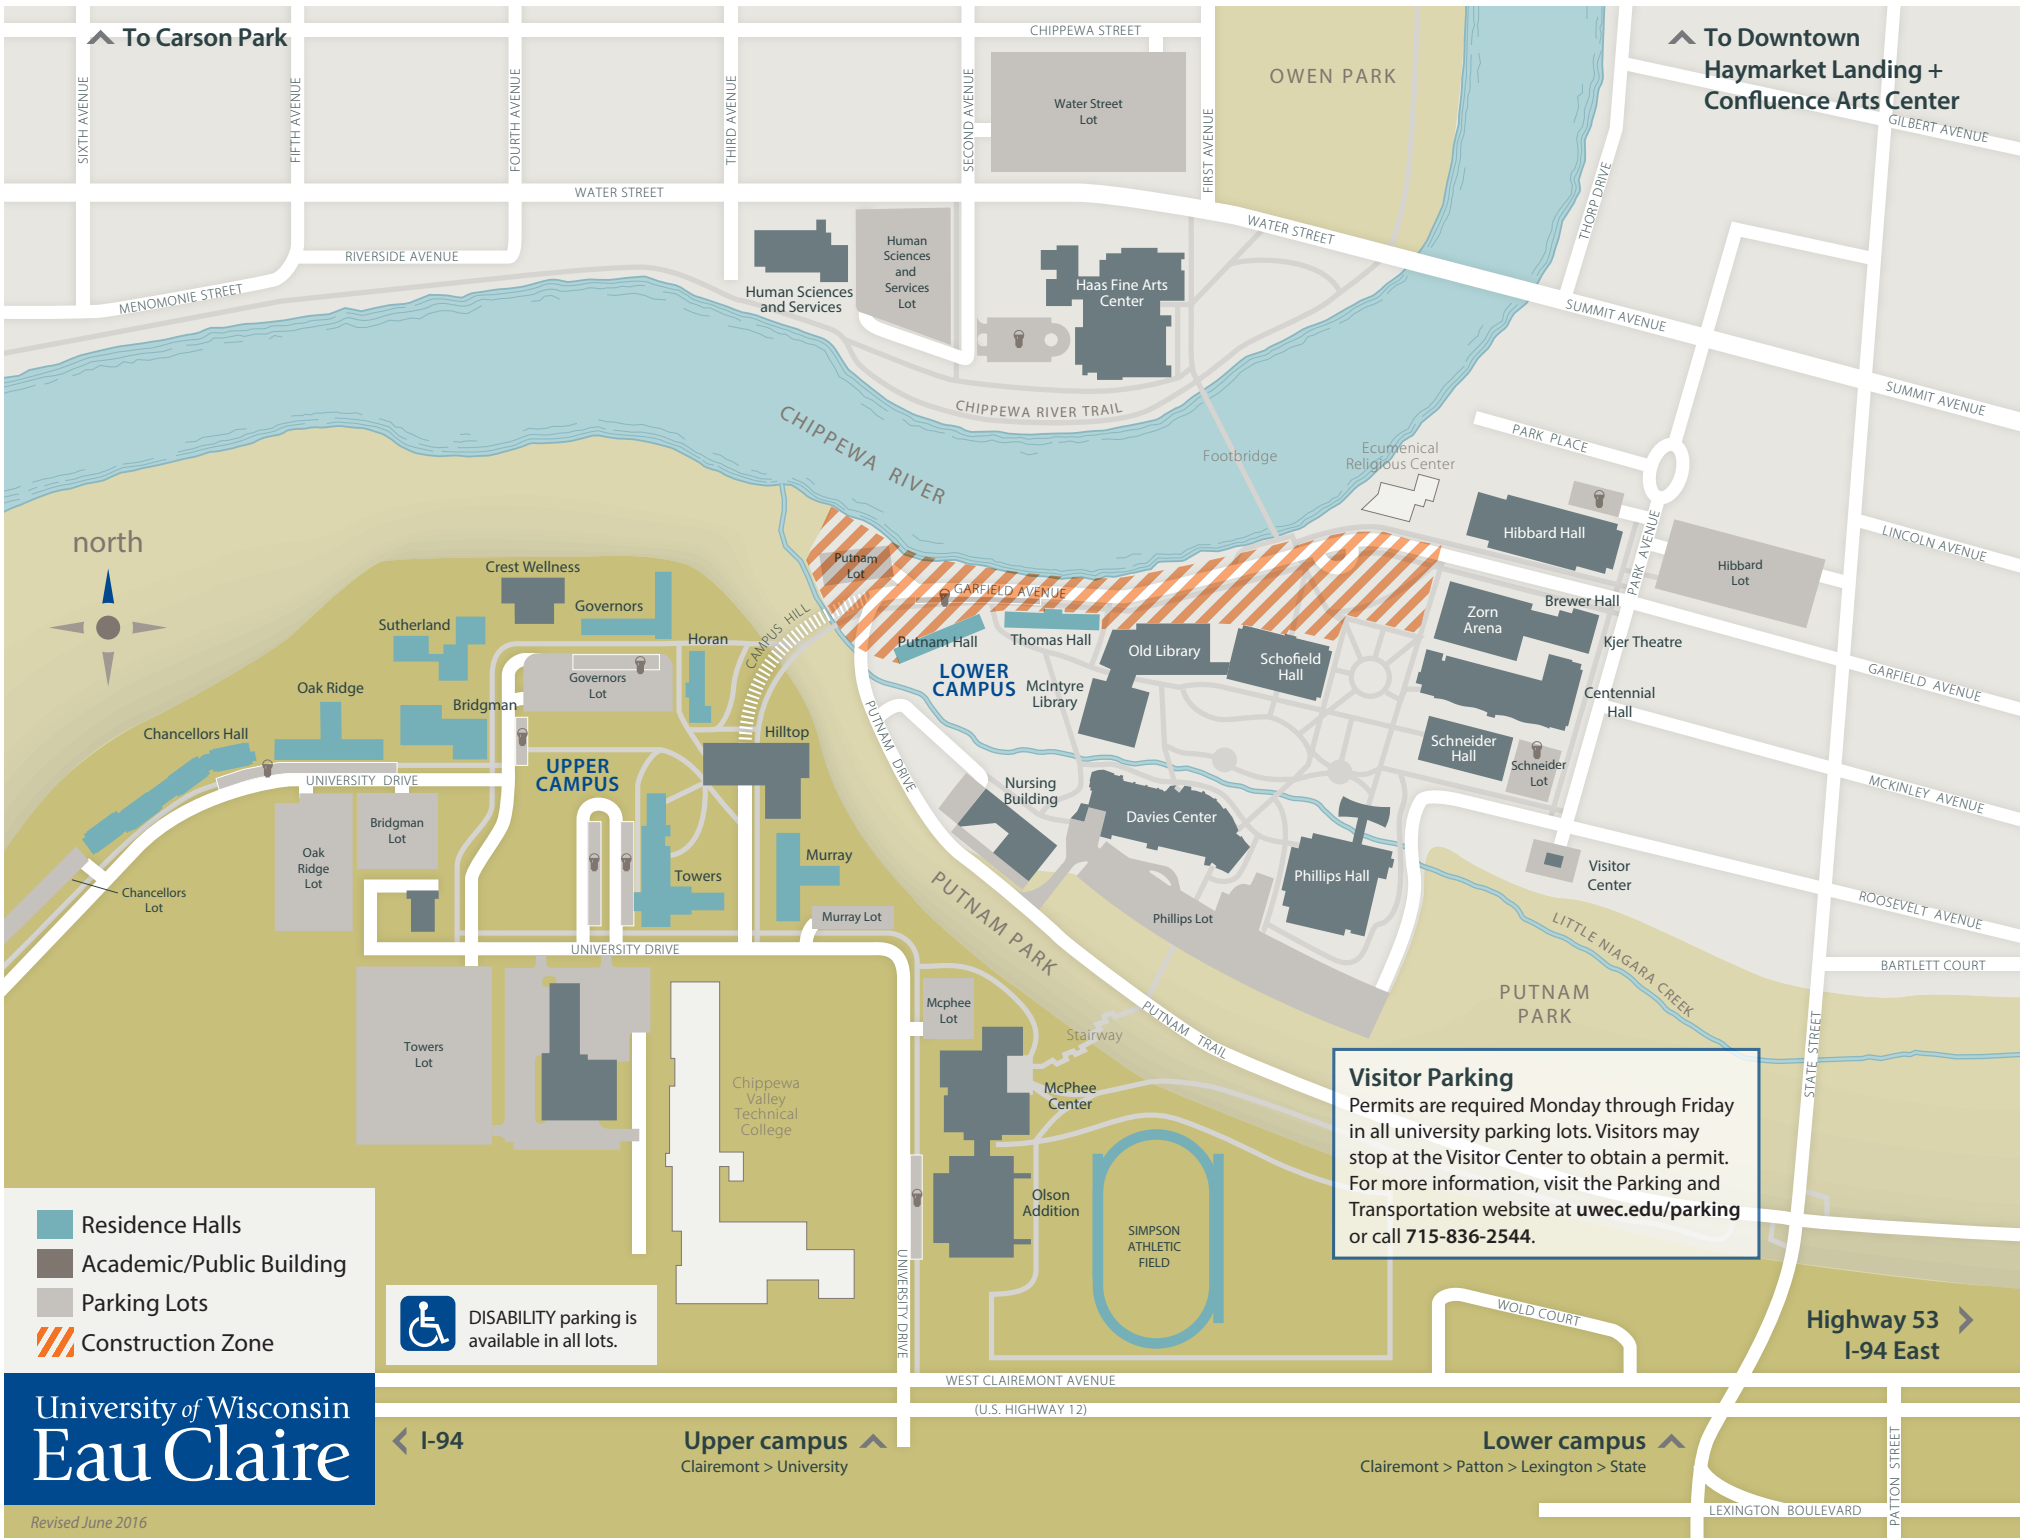 To Carson Park
CHIPPEWA STREET
To Downtown
Haymarket Landing +
Confluence Arts Center
OWEN PARK
SIXTH AVENUE
FIFTH AVENUE
FOURTH AVENUE
THIRD AVENUE
SECOND AVENUE
FIRST AVENUE
Water Street
Lot
GILBERT AVENUE
THORP DRIVE
WATER STREET
WATER STREET
RIVERSIDE AVENUE
MENOMONIE STREET
Human Sciences
and Services
Human
Sciences
and
Services
Lot
Haas Fine Arts
Center
SUMMIT AVENUE
SUMMIT AVENUE
CHIPPEWA RIVER TRAIL
CHIPPEWA RIVER
Footbridge
Ecumenical
Religious Center
PARK PLACE
Hibbard Hall
PARK AVENUE
Hibbard
Lot
LINCOLN AVENUE
north
Crest Wellness
Governors
Sutherland
Horan
CAMPUS HILL
Putnam
Lot
GARFIELD AVENUE
Putnam Hall
Thomas Hall
Old Library
Schofield
Hall
Zorn
Arena
Brewer Hall
Kjer Theatre
GARFIELD AVENUE
LOWER
CAMPUS
McIntyre
Library
Governors
Lot
Oak Ridge
Bridgman
Chancellors Hall
Hilltop
PUTNAM DRIVE
Centennial
Hall
Schneider
Hall
Schneider
Lot
UNIVERSITY DRIVE
UPPER
CAMPUS
Nursing
Building
Davies Center
MCKINLEY AVENUE
Bridgman
Lot
Oak
Ridge
Lot
Chancellors
Lot
Towers
Murray
Murray Lot
Phillips Hall
Visitor
Center
ROOSEVELT AVENUE
PUTNAM PARK
Phillips Lot
LITTLE NIAGARA CREEK
UNIVERSITY DRIVE
BARTLETT COURT
PUTNAM
PARK
Mcphee
Lot
PUTNAM TRAIL
Stairway
Towers
Lot
STATE STREET
Chippewa
Valley
Technical
College
McPhee
Center
Visitor Parking
Permits are required Monday through Friday
in all university parking lots. Visitors may
stop at the Visitor Center to obtain a permit.
For more information, visit the Parking and
Transportation website at uwec.edu/parking
or call 715-836-2544.
Olson
Addition
SIMPSON
ATHLETIC
FIELD
Residence Halls
Academic/Public Building
Parking Lots
Construction Zone
DISABILITY parking is
available in all lots.
UNIVERSITY DRIVE
WOLD COURT
Highway 53
I-94 East
WEST CLAIREMONT AVENUE
(U.S. HIGHWAY 12)
University of Wisconsin
Eau Claire
I-94
Upper campus
Clairemont > University
Lower campus
Clairemont > Patton > Lexington > State
PATTON STREET
LEXINGTON BOULEVARD
Revised June 2016